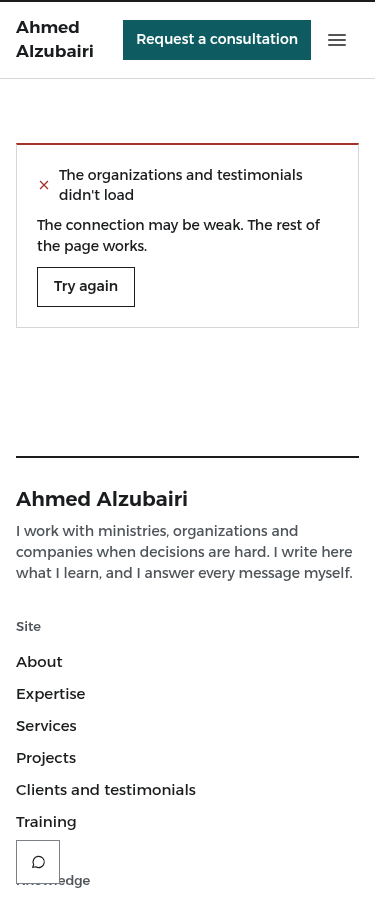 Ahmed
Alzubairi
Request a consultation
The organizations and testimonials
didn't load
The connection may be weak. The rest of
the page works.
Try again
Ahmed Alzubairi
I work with ministries, organizations and
companies when decisions are hard. I write here
what I learn, and I answer every message myself.
Site
About
Expertise
Services
Projects
Clients and testimonials
Training